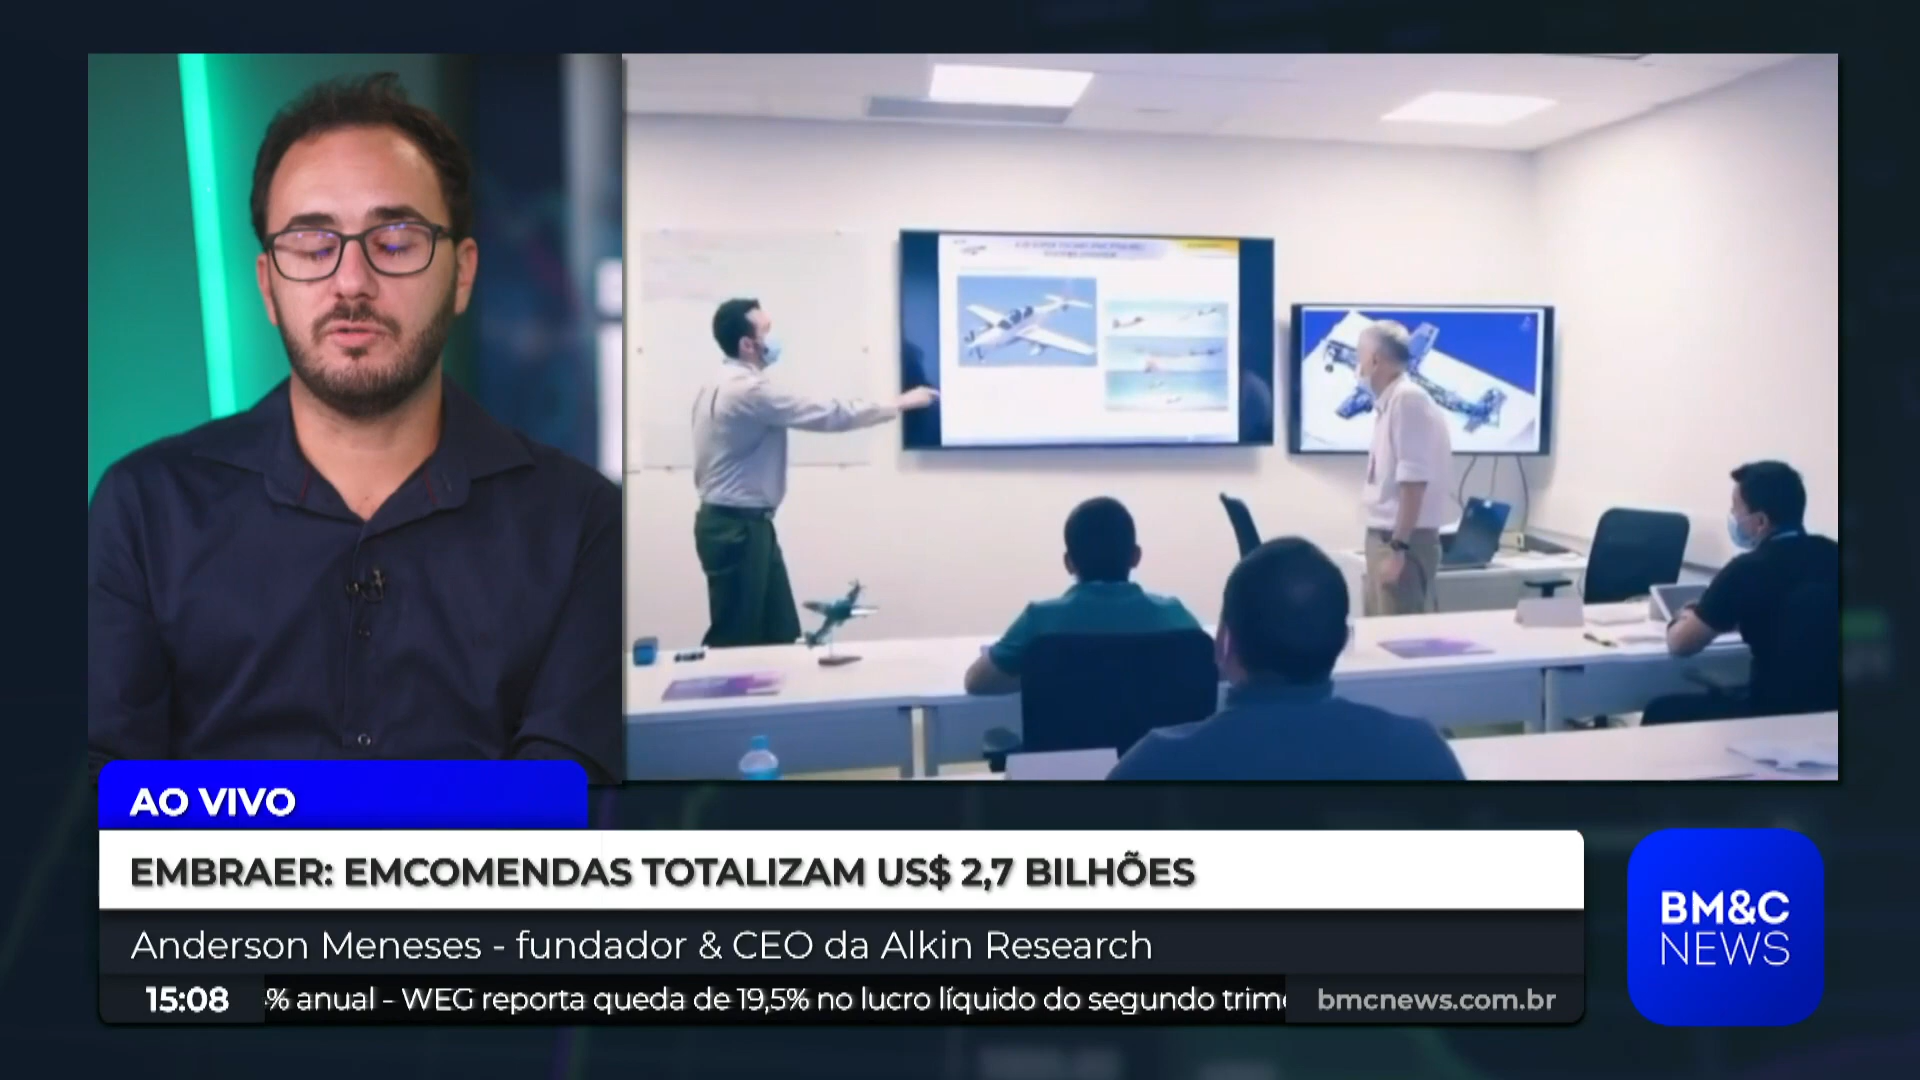 AO VIVO
EMBRAER: EMCOMENDAS TOTALIZAM US$ 2,7 BILHÕES
Anderson Meneses - fundador & CEO da Alkin Research
15:08
% anual - WEG reporta queda de 19,5% no lucro líquido do segundo
bmcnews.com.br
BM&C
NEWS